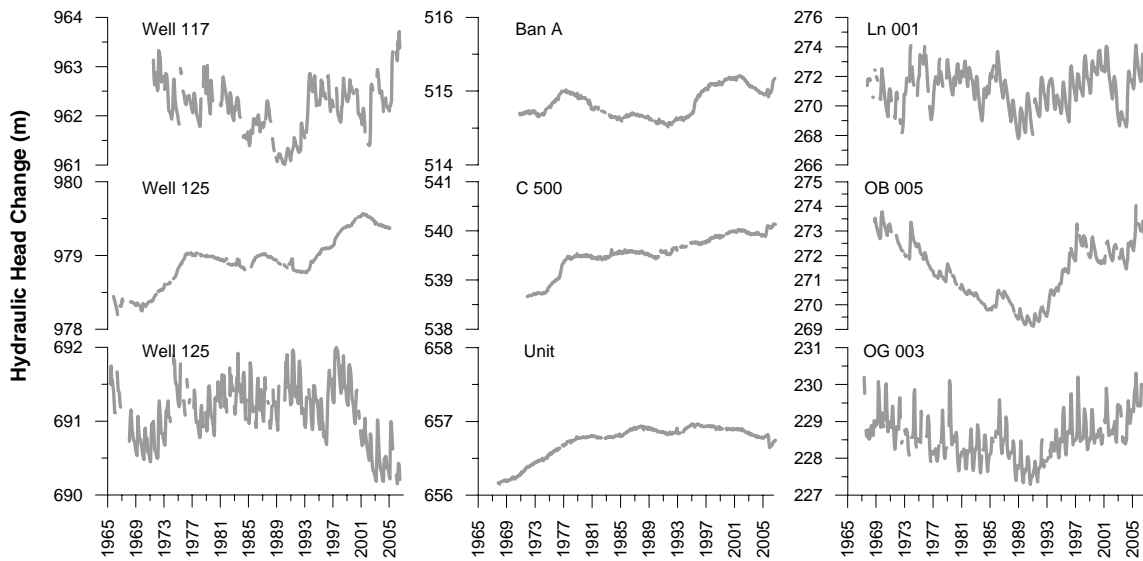 Hydraulic Head Change (m)
Well 117
964
963
962
961
Ban A
516
515
514
Ln 001
276
274
272
270
268
266
Well 125
980
979
978
C 500
541
540
539
538
OB 005
275
274
273
272
271
270
269
Well 125
692
691
690
Unit
658
657
656
OG 003
231
230
229
228
227
1965 1969 1973 1977 1981 1985 1989 1993 1997 2001 2005
1965 1969 1973 1977 1981 1985 1989 1993 1997 2001 2005
1965 1969 1973 1977 1981 1985 1989 1993 1997 2001 2005